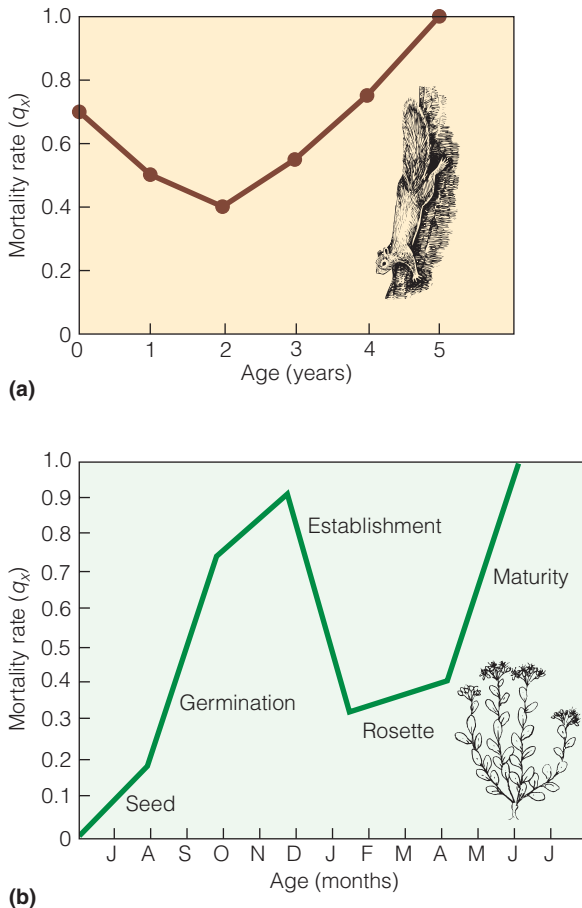 1.0
0.8
0.6
0.4
0.2
0
Mortality rate (qx)
0 1 2 3 4 5
Age (years)
(a)
1.0
0.9
0.8
0.7
0.6
0.5
0.4
0.3
0.2
0.1
0
Mortality rate (qx)
Establishment
Maturity
Germination
Rosette
Seed
J A S O N D J F M A M J J
Age (months)
(b)